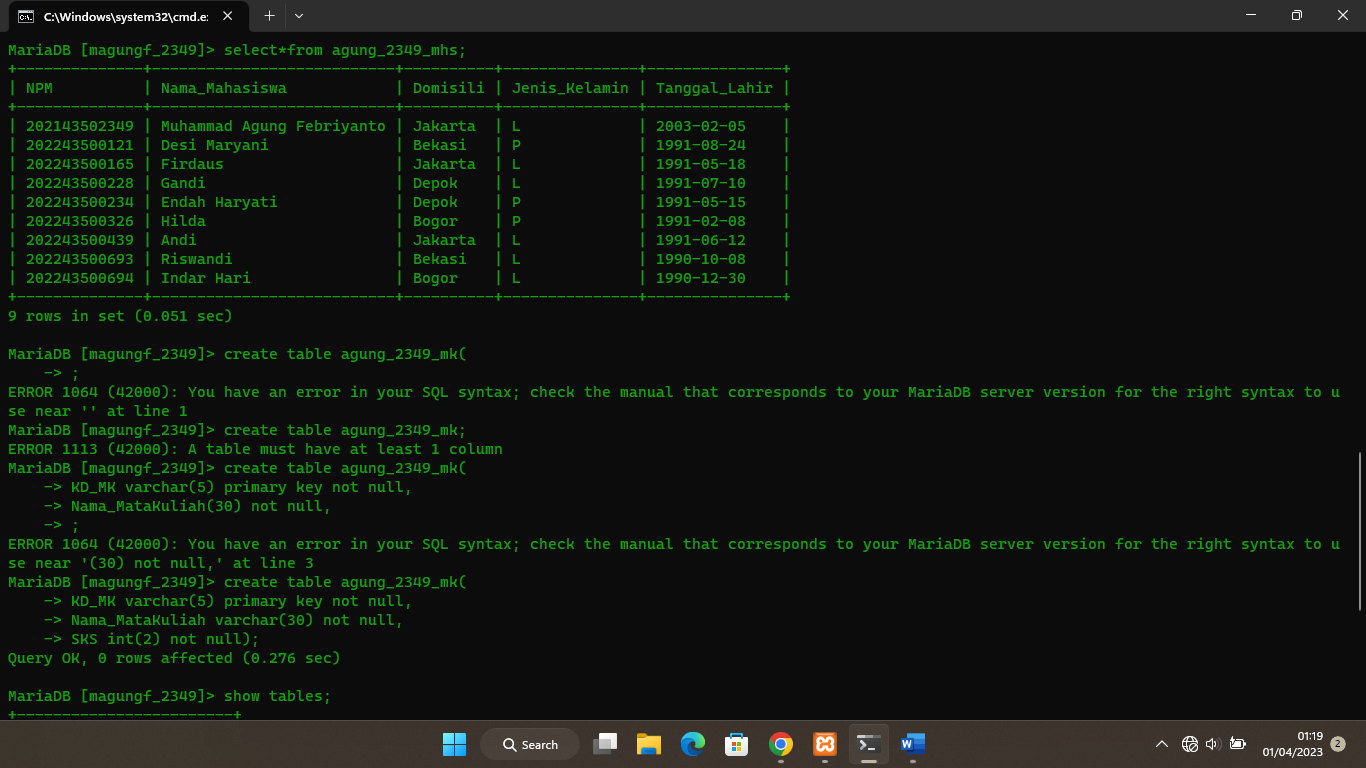 C:\Windows\system32\cmd.e:
MariaDB [magungf_2349]> select*from agung_2349_mhs;
+--------------+---------------------------+----------+---------------+---------------+
| NPM          | Nama_Mahasiswa            | Domisili | Jenis_Kelamin | Tanggal_Lahir |
+--------------+---------------------------+----------+---------------+---------------+
| 202143502349 | Muhammad Agung Febriyanto | Jakarta  | L             | 2003-02-05    |
| 202243500121 | Desi Maryani              | Bekasi   | P             | 1991-08-24    |
| 202243500165 | Firdaus                   | Jakarta  | L             | 1991-05-18    |
| 202243500228 | Gandi                     | Depok    | L             | 1991-07-10    |
| 202243500234 | Endah Haryati             | Depok    | P             | 1991-05-15    |
| 202243500326 | Hilda                     | Bogor    | P             | 1991-02-08    |
| 202243500439 | Andi                      | Jakarta  | L             | 1991-06-12    |
| 202243500693 | Riswandi                  | Bekasi   | L             | 1990-10-08    |
| 202243500694 | Indar Hari                | Bogor    | L             | 1990-12-30    |
+--------------+---------------------------+----------+---------------+---------------+
9 rows in set (0.051 sec)
MariaDB [magungf_2349]> create table agung_2349_mk(
    -> ;
ERROR 1064 (42000): You have an error in your SQL syntax; check the manual that corresponds to your MariaDB server version for the right syntax to u
se near '' at line 1
MariaDB [magungf_2349]> create table agung_2349_mk;
ERROR 1113 (42000): A table must have at least 1 column
MariaDB [magungf_2349]> create table agung_2349_mk(
    -> KD_MK varchar(5) primary key not null,
    -> Nama_MataKuliah(30) not null,
    -> ;
ERROR 1064 (42000): You have an error in your SQL syntax; check the manual that corresponds to your MariaDB server version for the right syntax to u
se near '(30) not null,' at line 3
MariaDB [magungf_2349]> create table agung_2349_mk(
    -> KD_MK varchar(5) primary key not null,
    -> Nama_MataKuliah varchar(30) not null,
    -> SKS int(2) not null);
Query OK, 0 rows affected (0.276 sec)
MariaDB [magungf_2349]> show tables;
+------------------------+
Search
01:19
01/04/2023
2